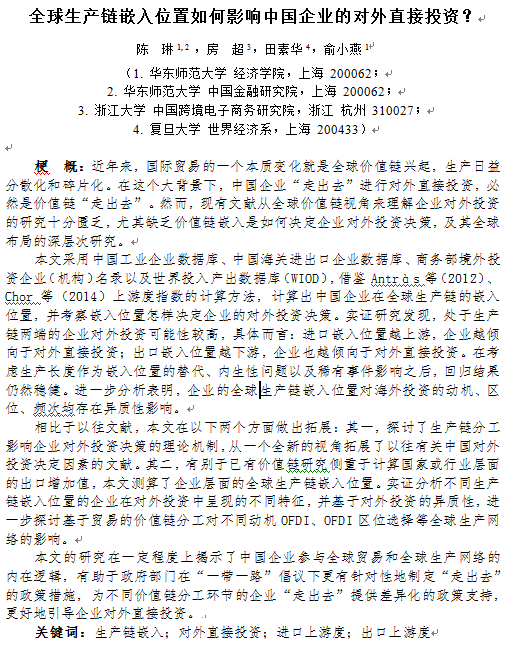 全球生产链嵌入位置如何影响中国企业的对外直接投资？
陈 琳1,2，房 超3，田素华4，俞小燕1
（1. 华东师范大学 经济学院，上海 200062；
2. 华东师范大学 中国金融研究院，上海 200062；
3. 浙江大学 中国跨境电子商务研究院，浙江 杭州 310027；
4. 复旦大学 世界经济系，上海 200433）
梗 概：近年来，国际贸易的一个本质变化就是全球价值链兴起，生产日益
分散化和碎片化。在这个大背景下，中国企业“走出去”进行对外直接投资，必
然是价值链“走出去”。然而，现有文献从全球价值链视角来理解企业对外投资
的研究十分匮乏，尤其缺乏价值链嵌入是如何决定企业对外投资决策，及其全球
布局的深层次研究。
本文采用中国工业企业数据库、中国海关进出口企业数据库、商务部境外投
资企业（机构）名录以及世界投入产出数据库(WIOD)，借鉴 Antràs 等(2012)、
Chor 等（2014）上游度指数的计算方法，计算出中国企业在全球生产链的嵌入
位置，并考察嵌入位置怎样决定企业的对外投资决策。实证研究发现，处于生产
链两端的企业对外投资可能性较高，具体而言：进口嵌入位置越上游，企业越倾
向于对外直接投资；出口嵌入位置越下游，企业也越倾向于对外直接投资。在考
虑生产长度作为嵌入位置的替代、内生性问题以及稀有事件影响之后，回归结果
仍然稳健。进一步分析表明，企业的全球生产链嵌入位置对海外投资的动机、区
位、频次均存在异质性影响。
相比于以往文献，本文在以下两个方面做出拓展：其一，探讨了生产链分工
影响企业对外投资决策的理论机制，从一个全新的视角拓展了以往有关中国对外
投资决定因素的文献。其二，有别于已有价值链研究侧重于计算国家或行业层面
的出口增加值，本文测算了企业层面的全球生产链嵌入位置。实证分析不同生产
链嵌入位置的企业在对外投资中呈现的不同特征，并基于对外投资的异质性，进
一步探讨基于贸易的价值链分工对不同动机 OFDI、OFDI 区位选择等全球生产网
络的影响。
本文的研究在一定程度上揭示了中国企业参与全球贸易和全球生产网络的
内在逻辑，有助于政府部门在“一带一路”倡议下更有针对性地制定“走出去”
的政策措施，为不同价值链分工环节的企业“走出去”提供差异化的政策支持，
更好地引导企业对外直接投资。
关键词：生产链嵌入；对外直接投资；进口上游度；出口上游度